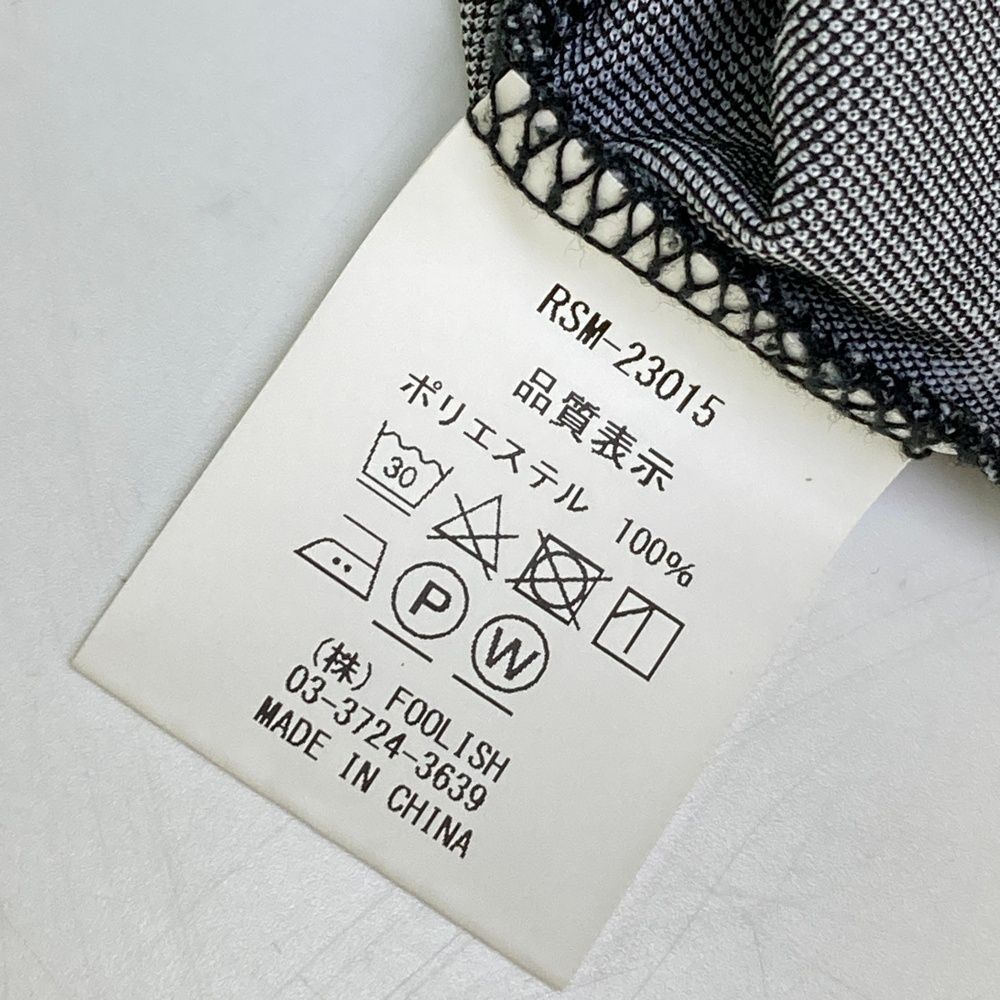 RSM-23015
品質表示
ポリエステル 100%
30
P W
(株) FOOLISH
03-3724-3639
MADE IN CHINA